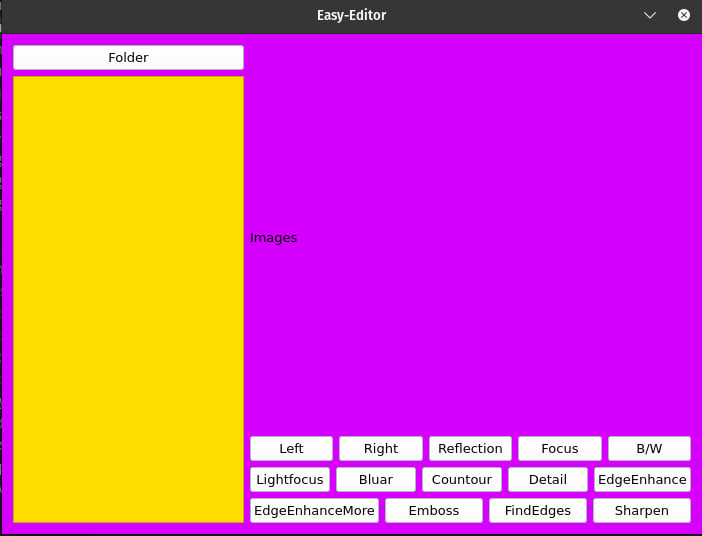 Easy-Editor
Folder
Images
Left Right Reflection Focus B/W
Lightfocus Bluar Countour Detail EdgeEnhance
EdgeEnhanceMore Emboss FindEdges Sharpen